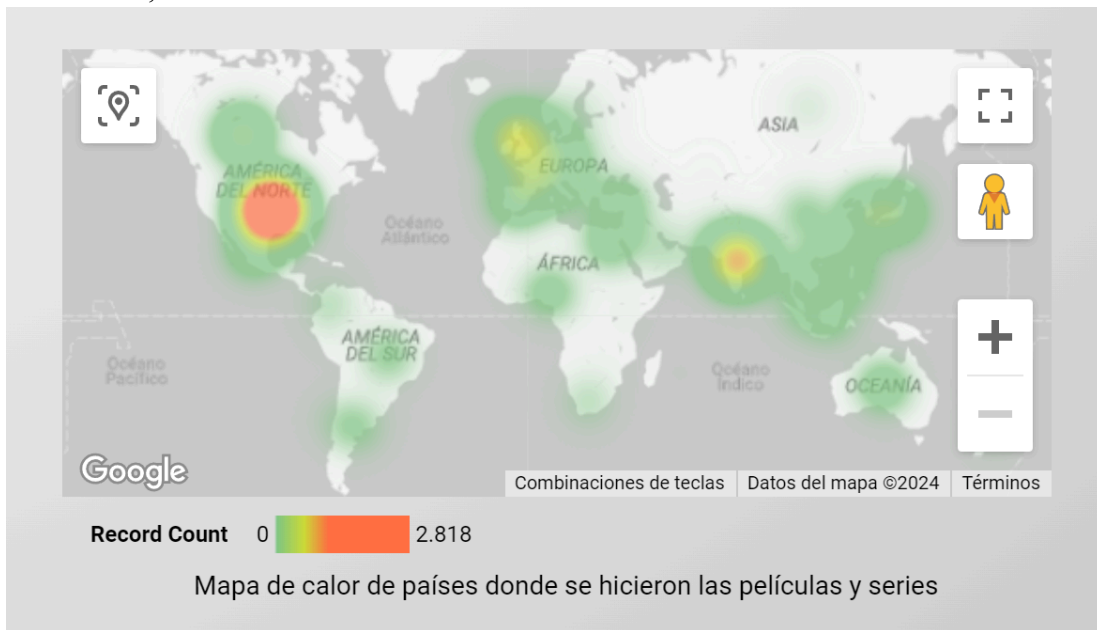 ASIA
AMÉRICA
DEL NORTE
EUROPA
Océano
Atlántico
ÁFRICA
AMÉRICA
DEL SUR
Océano
Pacífico
Océano
Índico
OCEANÍA
Google
Combinaciones de teclas
Datos del mapa ©2024
Términos
Record Count 0 2.818
Mapa de calor de países donde se hicieron las películas y series